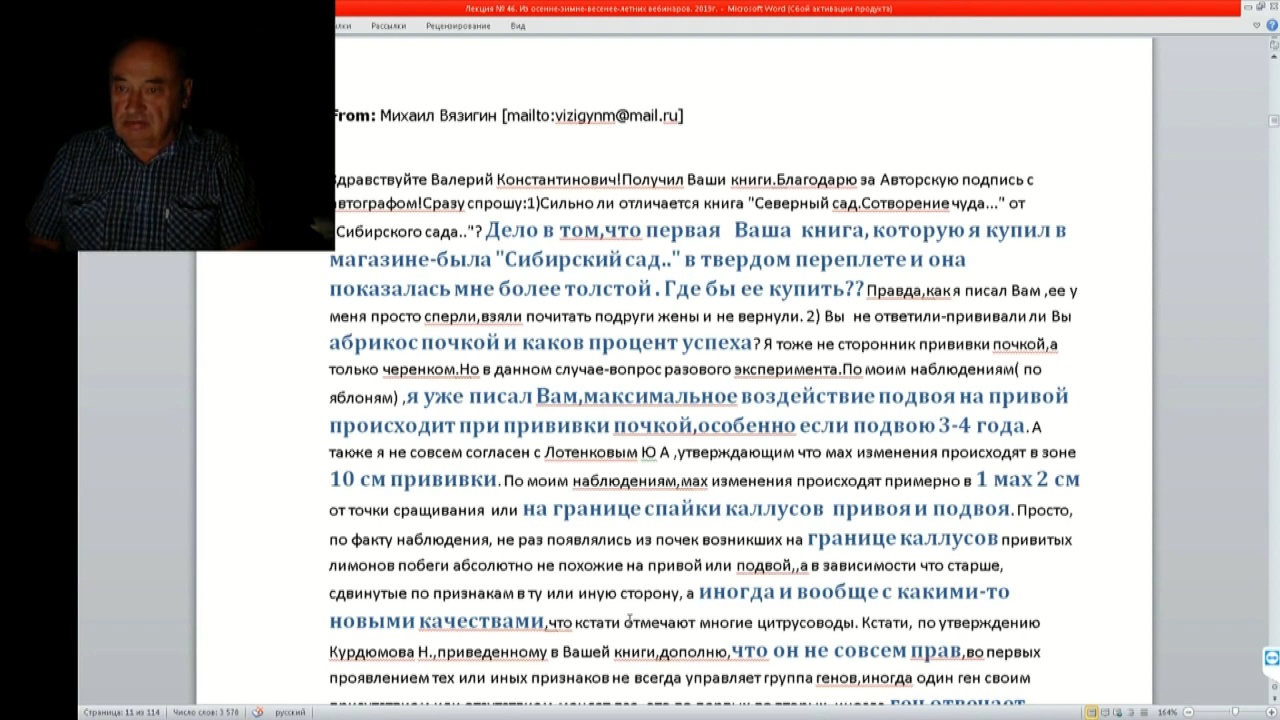 Лекция № 46. Из осенне-зимне-весенее-летних вебинаров. 2019г. - Microsoft Word (Сбой активации продукта)
Рассылки Рецензирование Вид
From: Михаил Вязигин [mailto:vizigynm@mail.ru]
дравствуйте Валерий Константинович!Получил Ваши книги.Благодарю за Авторскую подпись с
автографом!Сразу спрошу:1)Сильно ли отличается книга "Северный сад.Сотворение чуда..." от
Сибирского сада.."? Дело в том,что первая Ваша книга, которую я купил в
магазине-была "Сибирский сад.." в твердом переплете и она
показалась мне более толстой . Где бы ее купить?? Правда,как я писал Вам ,ее у
меня просто сперли,взяли почитать подруги жены и не вернули. 2) Вы не ответили-прививали ли Вы
абрикос почкой и каков процент успеха? Я тоже не сторонник прививки почкой,а
только черенком.Но в данном случае-вопрос разового эксперимента.По моим наблюдениям( по
яблоням) ,я уже писал Вам,максимальное воздействие подвоя на привой
происходит при прививки почкой,особенно если подвою 3-4 года. А
также я не совсем согласен с Лотенковым Ю А ,утверждающим что мах изменения происходят в зоне
10 см прививки. По моим наблюдениям,мах изменения происходят примерно в 1 мах 2 см
от точки сращивания или на границе спайки каллусов привоя и подвоя. Просто,
по факту наблюдения, не раз появлялись из почек возникших на границе каллусов привитых
лимонов побеги абсолютно не похожие на привой или подвой,,а в зависимости что старше,
сдвинутые по признакам в ту или иную сторону, а иногда и вообще с какими-то
новыми качествами,что кстати отмечают многие цитрусоводы. Кстати, по утверждению
Курдюмова Н.,приведенному в Вашей книги,дополню,что он не совсем прав,во первых
проявлением тех или иных признаков не всегда управляет группа генов,иногда один ген своим
Страница: 11 из 114 Число слов: 3 578 русский 164%